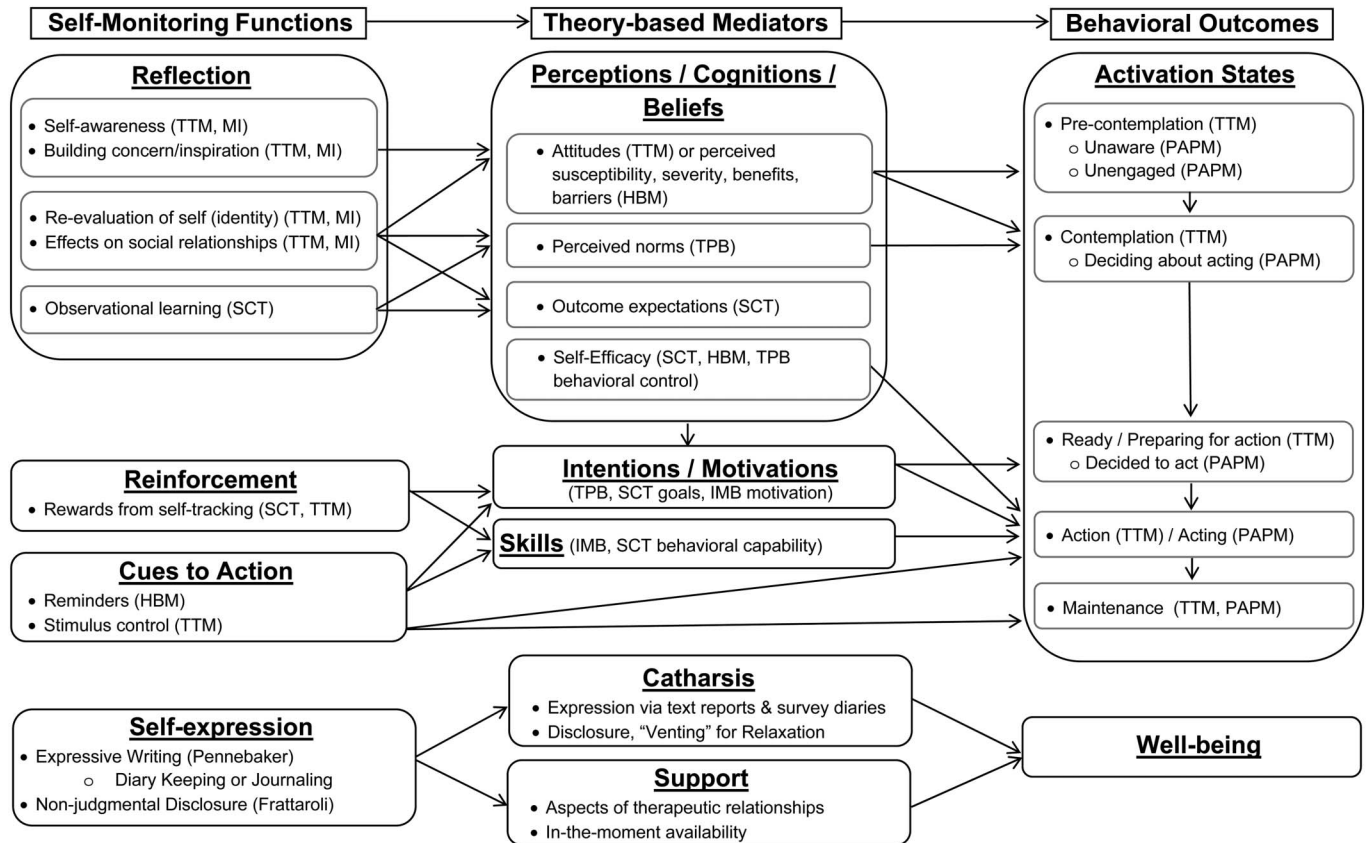 Self-Monitoring Functions
Theory-based Mediators
Behavioral Outcomes
Reflection
• Self-awareness (TTM, MI)
• Building concern/inspiration (TTM, MI)
• Re-evaluation of self (identity) (TTM, MI)
• Effects on social relationships (TTM, MI)
• Observational learning (SCT)
Reinforcement
• Rewards from self-tracking (SCT, TTM)
Cues to Action
• Reminders (HBM)
• Stimulus control (TTM)
Self-expression
• Expressive Writing (Pennebaker)
o Diary Keeping or Journaling
• Non-judgmental Disclosure (Frattaroli)
Perceptions / Cognitions /
Beliefs
• Attitudes (TTM) or perceived
susceptibility, severity, benefits,
barriers (HBM)
• Perceived norms (TPB)
• Outcome expectations (SCT)
• Self-Efficacy (SCT, HBM, TPB
behavioral control)
Intentions / Motivations
(TPB, SCT goals, IMB motivation)
Skills (IMB, SCT behavioral capability)
Catharsis
• Expression via text reports & survey diaries
• Disclosure, “Venting” for Relaxation
Support
• Aspects of therapeutic relationships
• In-the-moment availability
Activation States
• Pre-contemplation (TTM)
o Unaware (PAPM)
o Unengaged (PAPM)
• Contemplation (TTM)
o Deciding about acting (PAPM)
• Ready / Preparing for action (TTM)
o Decided to act (PAPM)
• Action (TTM) / Acting (PAPM)
• Maintenance (TTM, PAPM)
Well-being